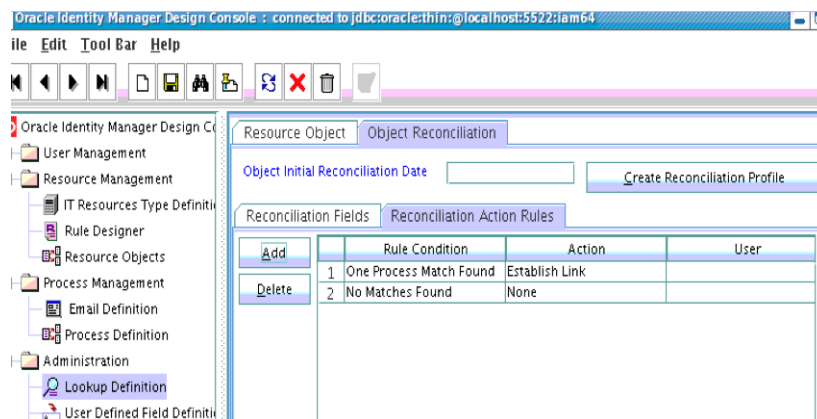 Oracle Identity Manager Design Console : connected to jdbc:oracle:thin:@localhost:5522:iam64
ile Edit Tool Bar Help
Oracle Identity Manager Design Co
User Management
Resource Management
IT Resources Type Definiti
Rule Designer
Resource Objects
Process Management
Email Definition
Process Definition
Administration
Lookup Definition
User Defined Field Definiti
Resource Object Object Reconciliation
Object Initial Reconciliation Date Create Reconciliation Profile
Reconciliation Fields Reconciliation Action Rules
Add
Delete
Rule Condition Action User
1 One Process Match Found Establish Link
2 No Matches Found None